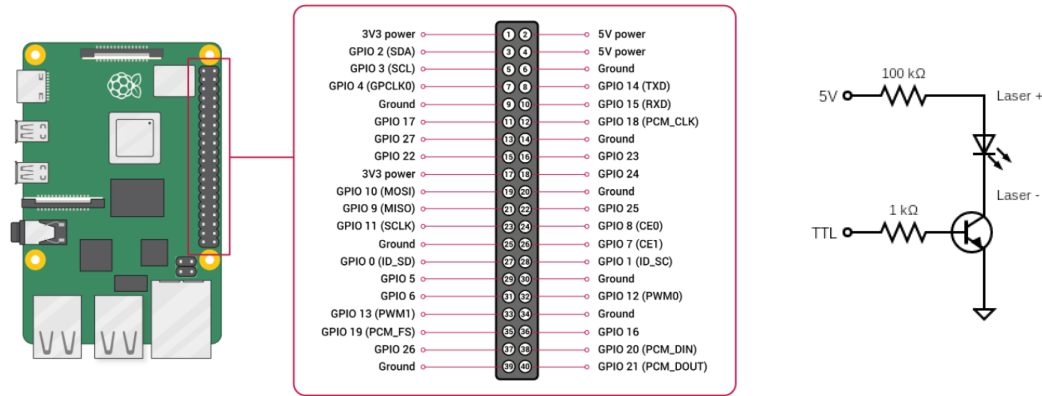 3V3 power 1 2 5V power
GPIO 2 (SDA) 3 4 5V power
GPIO 3 (SCL) 5 6 Ground
GPIO 4 (GPCLK0) 7 8 GPIO 14 (TXD)
Ground 9 10 GPIO 15 (RXD)
GPIO 17 11 12 GPIO 18 (PCM_CLK)
GPIO 27 13 14 Ground
GPIO 22 15 16 GPIO 23
3V3 power 17 18 GPIO 24
GPIO 10 (MOSI) 19 20 Ground
GPIO 9 (MISO) 21 22 GPIO 25
GPIO 11 (SCLK) 23 24 GPIO 8 (CE0)
Ground 25 26 GPIO 7 (CE1)
GPIO 0 (ID_SD) 27 28 GPIO 1 (ID_SC)
GPIO 5 29 30 Ground
GPIO 6 31 32 GPIO 12 (PWM0)
GPIO 13 (PWM1) 33 34 Ground
GPIO 19 (PCM_FS) 35 36 GPIO 16
GPIO 26 37 38 GPIO 20 (PCM_DIN)
Ground 39 40 GPIO 21 (PCM_DOUT)
100 kΩ
5V
Laser +
Laser -
1 kΩ
TTL